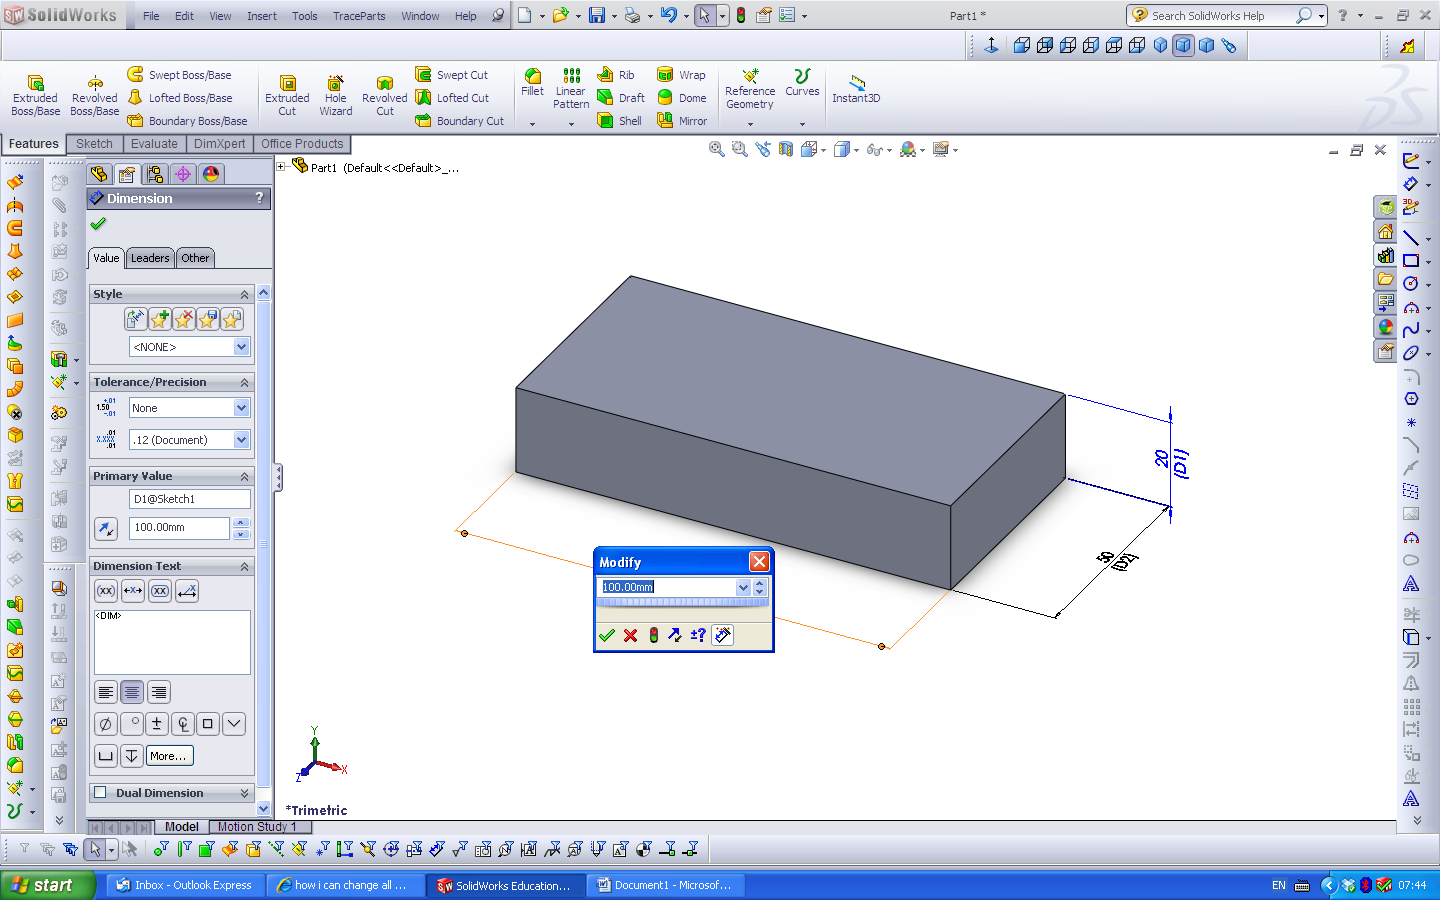 SolidWorks File Edit View Insert Tools TraceParts Window Help Part1 * Search SolidWorks Help
Extruded Boss/Base
Revolved Boss/Base
Swept Boss/Base
Lofted Boss/Base
Boundary Boss/Base
Extruded Cut
Hole Wizard
Revolved Cut
Swept Cut
Lofted Cut
Boundary Cut
Fillet
Linear Pattern
Rib
Draft
Shell
Wrap
Dome
Mirror
Reference Geometry
Curves
Instant3D
Features Sketch Evaluate DimXpert Office Products
Part1 (Default<<Default>_...
Dimension ?
Value Leaders Other
Style
<NONE>
Tolerance/Precision
None
.12 (Document)
Primary Value
D1@Sketch1
100.00mm
Dimension Text
<DIM>
More...
Dual Dimension
Modify
100.00mm
20
(D1)
50
(D2)
Y
X
Z
*Trimetric
Model Motion Study 1
start Inbox - Outlook Express how i can change all ... SolidWorks Education... Document1 - Microsof... EN 07:44